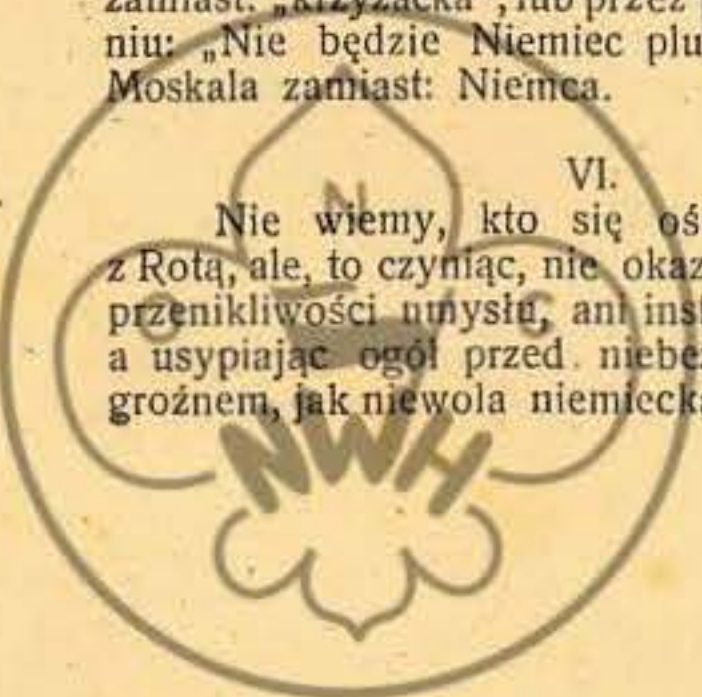 zamiast: „krzyżacka", lub przez
niu: „Nie będzie Niemiec plu
Moskala zamiast: Niemca.
VI.
Nie wiemy, kto się oś
z Rotą, ale, to czyniąc, nie okaz
przenikliwości umysłu, ani inst
a usypiając ogół przed niebez
groźnem, jak niewola niemiecka
N
O
C
NWH